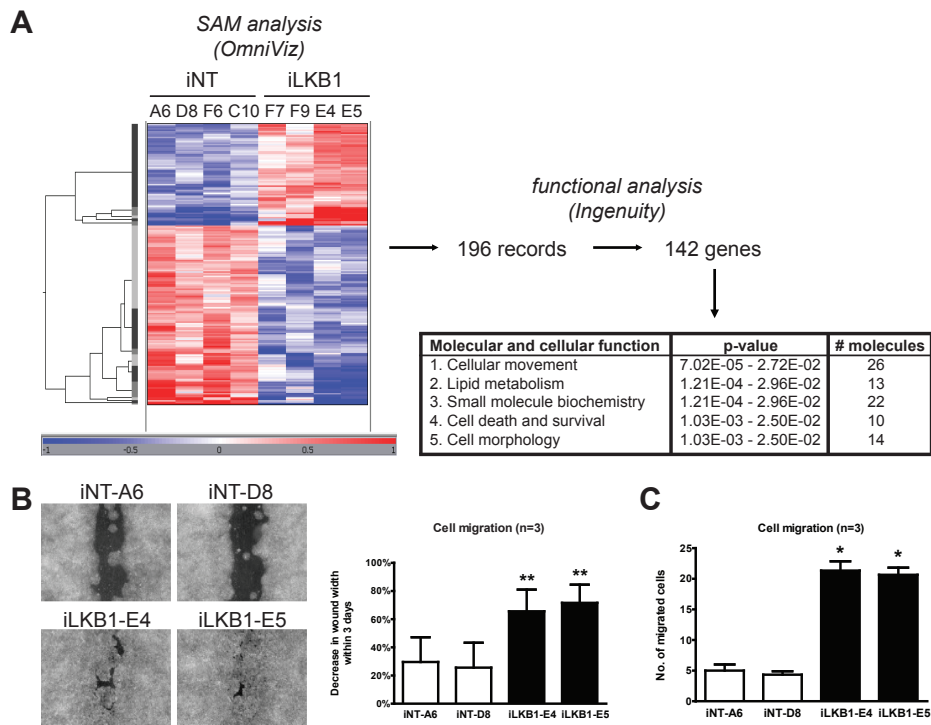 A
SAM analysis
(OmniViz)
iNT
iLKB1
A6 D8 F6 C10 F7 F9 E4 E5
functional analysis
(Ingenuity)
196 records
142 genes
Molecular and cellular function p-value # molecules
1. Cellular movement 7.02E-05 - 2.72E-02 26
2. Lipid metabolism 1.21E-04 - 2.96E-02 13
3. Small molecule biochemistry 1.21E-04 - 2.96E-02 22
4. Cell death and survival 1.03E-03 - 2.50E-02 10
5. Cell morphology 1.03E-03 - 2.50E-02 14
-1 -0.5 0 0.5 1
B
iNT-A6
iNT-D8
iLKB1-E4
iLKB1-E5
Cell migration (n=3)
Decrease in wound width
within 3 days
100%
80%
60%
40%
20%
** **
iNT-A6 iNT-D8 iLKB1-E4 iLKB1-E5
C
Cell migration (n=3)
No. of migrated cells
25
20
15
10
5
0
* *
iNT-A6 iNT-D8 iLKB1-E4 iLKB1-E5